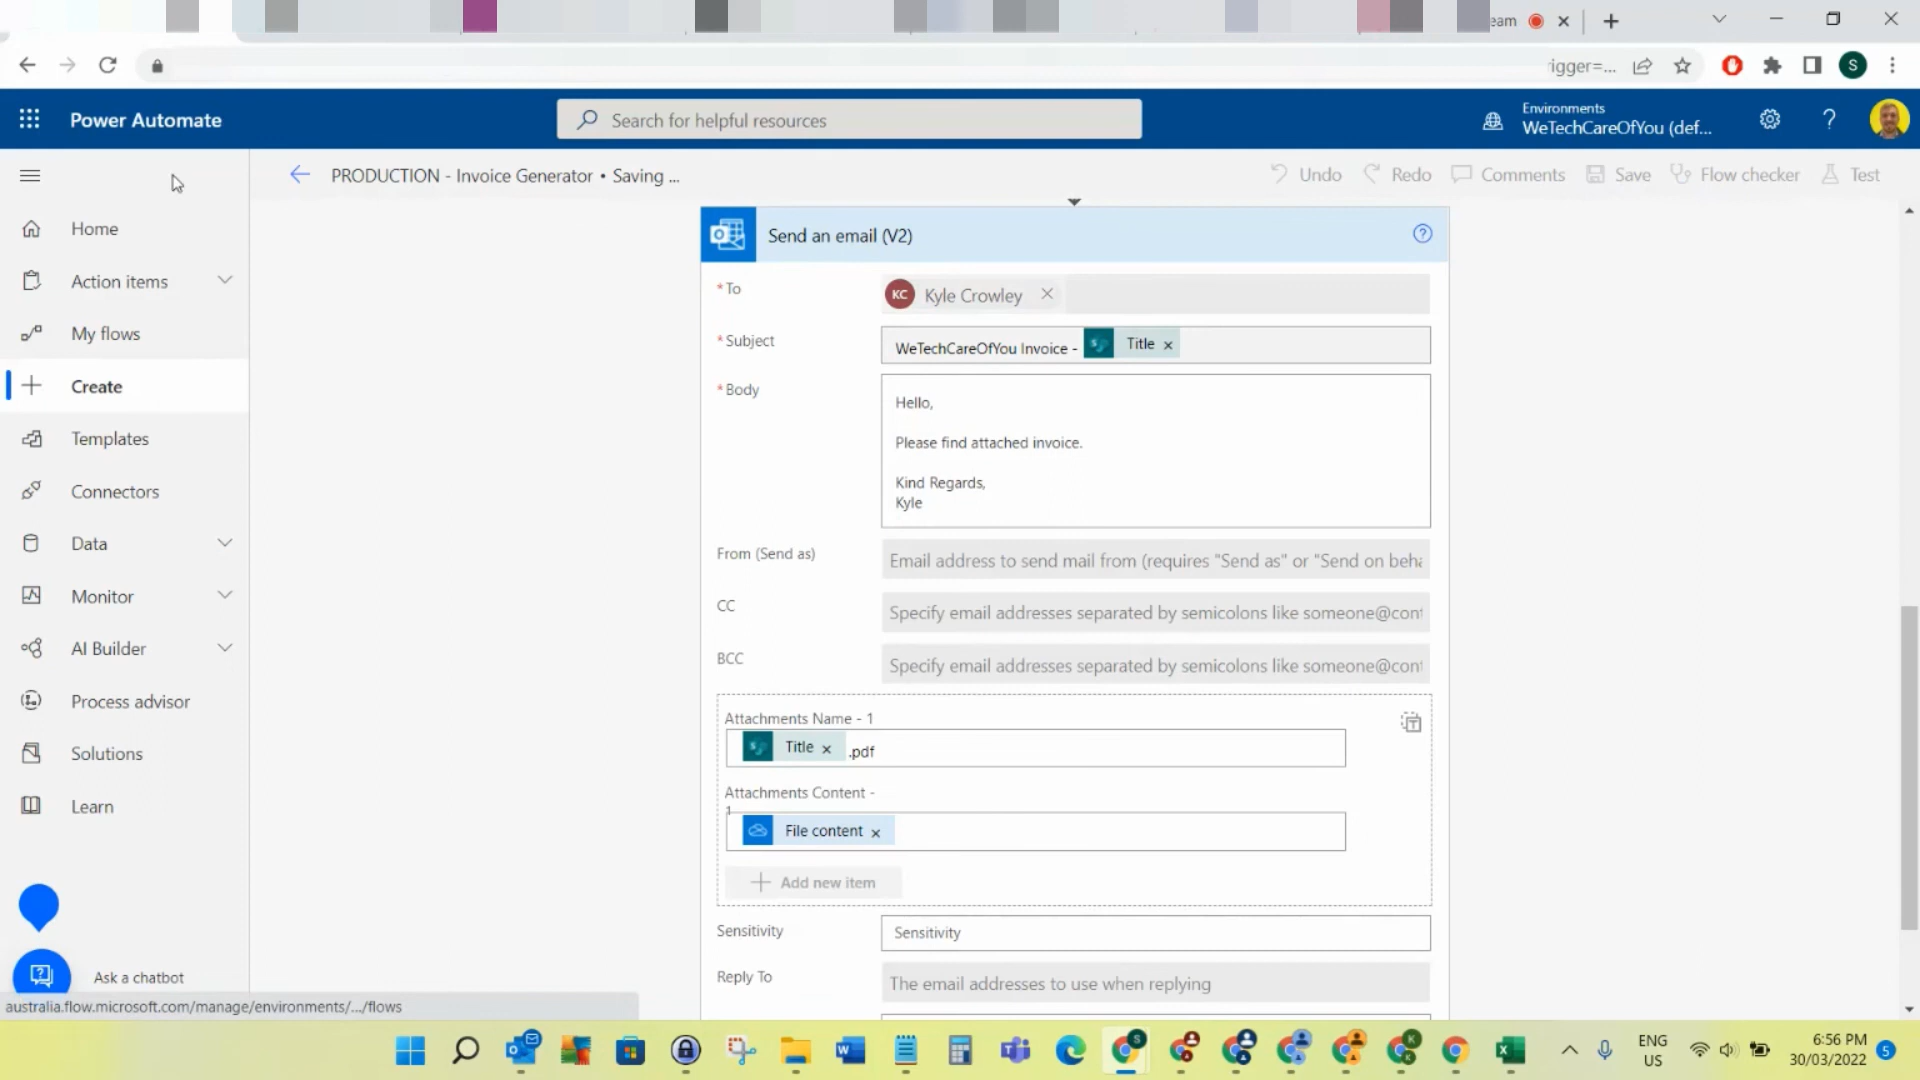 eam
rigger=...
S
Power Automate
Search for helpful resources
Environments
WeTechCareOfYou (def...
PRODUCTION - Invoice Generator • Saving ...
Undo
Redo
Comments
Save
Flow checker
Test
Home
Action items
My flows
Create
Templates
Connectors
Data
Monitor
AI Builder
Process advisor
Solutions
Learn
Ask a chatbot
australia.flow.microsoft.com/manage/environments/.../flows
Send an email (V2)
*To
KC Kyle Crowley
*Subject
WeTechCareOfYou Invoice - Title
*Body
Hello,
Please find attached invoice.
Kind Regards,
Kyle
From (Send as)
Email address to send mail from (requires "Send as" or "Send on beha
CC
Specify email addresses separated by semicolons like someone@cont
BCC
Specify email addresses separated by semicolons like someone@cont
Attachments Name - 1
Title .pdf
Attachments Content -
1
File content
Add new item
Sensitivity
Sensitivity
Reply To
The email addresses to use when replying
ENG
US
6:56 PM
30/03/2022
5